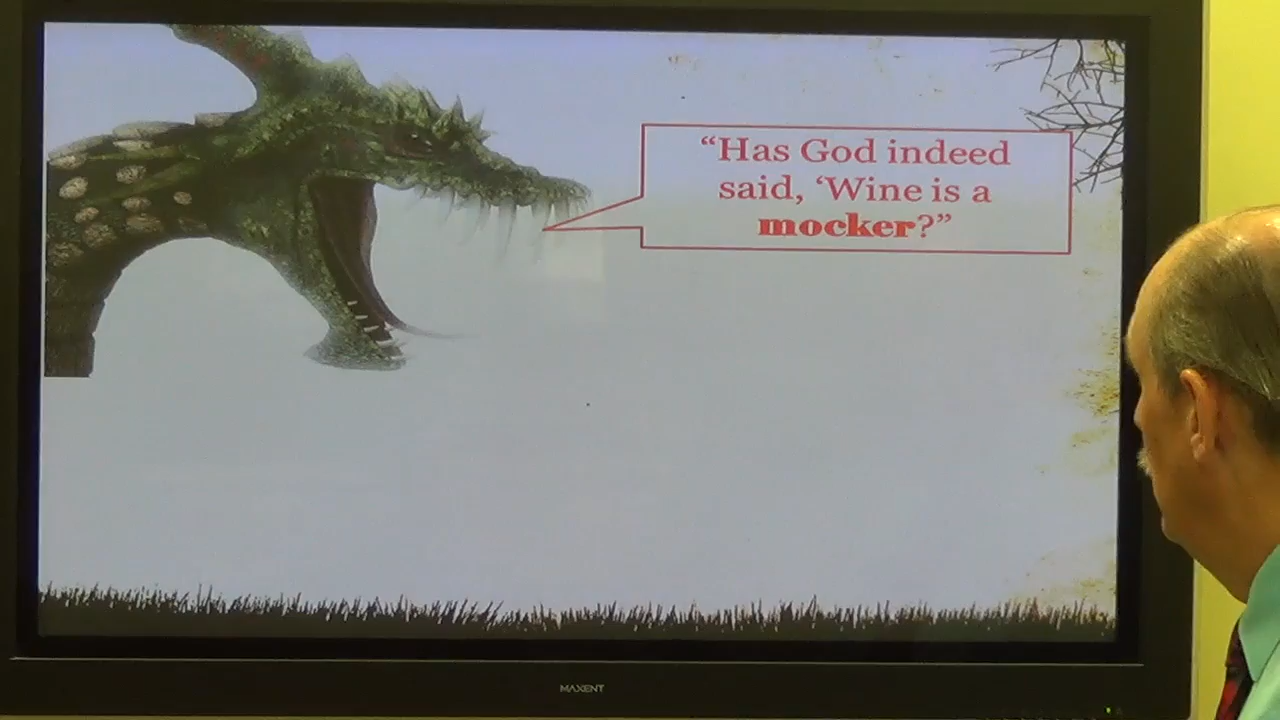 “Has God indeed
said, ‘Wine is a
mocker?”
MAXENT